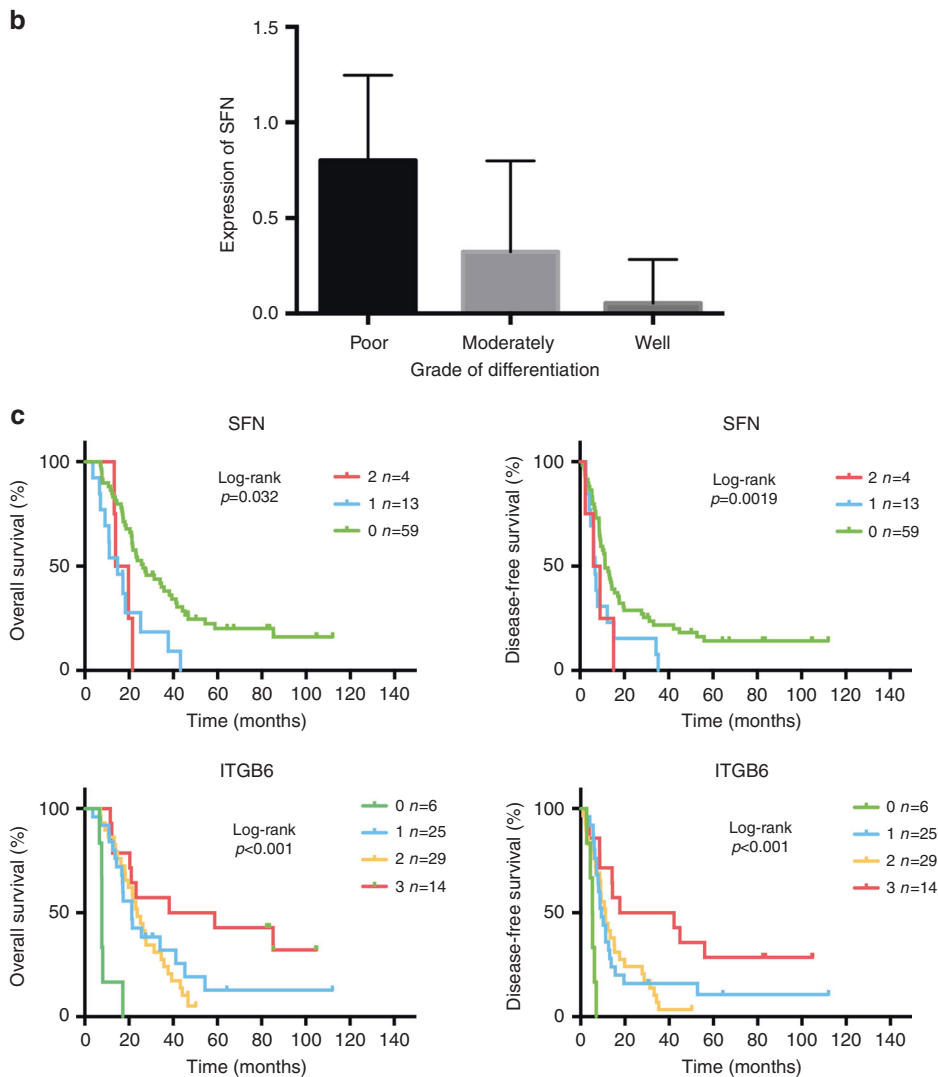 b
1.5
1.0
0.5
0.0
Expression of SFN
Poor Moderately Well
Grade of differentiation
c
SFN
100
50
0
Overall survival (%)
Log-rank
p=0.032
2 n=4
1 n=13
0 n=59
0 20 40 60 80 100 120 140
Time (months)
SFN
100
50
0
Disease-free survival (%)
Log-rank
p=0.0019
2 n=4
1 n=13
0 n=59
0 20 40 60 80 100 120 140
Time (months)
ITGB6
100
50
0
Overall survival (%)
Log-rank
p<0.001
0 n=6
1 n=25
2 n=29
3 n=14
0 20 40 60 80 100 120 140
Time (months)
ITGB6
100
50
0
Disease-free survival (%)
Log-rank
p<0.001
0 n=6
1 n=25
2 n=29
3 n=14
0 20 40 60 80 100 120 140
Time (months)